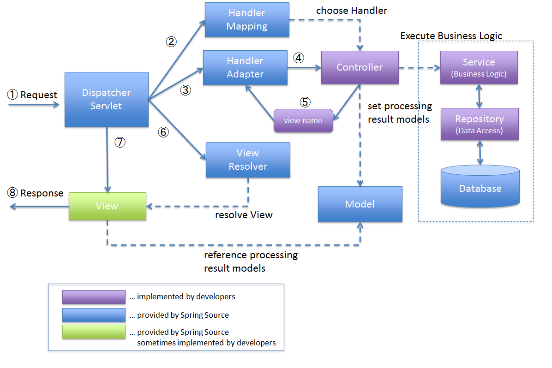 Handler
Mapping
choose Handler
②
Execute Business Logic
Handler
Adapter
④
Controller
Service
(Business Logic)
① Request
Dispatcher
Servlet
③
⑤
view name
set processing
result models
Repository
(Data Access)
⑥
⑦
View
Resolver
Database
⑧ Response
View
resolve View
Model
reference processing
result models
... implemented by developers
... provided by Spring Source
... provided by Spring Source
sometimes implemented by developers